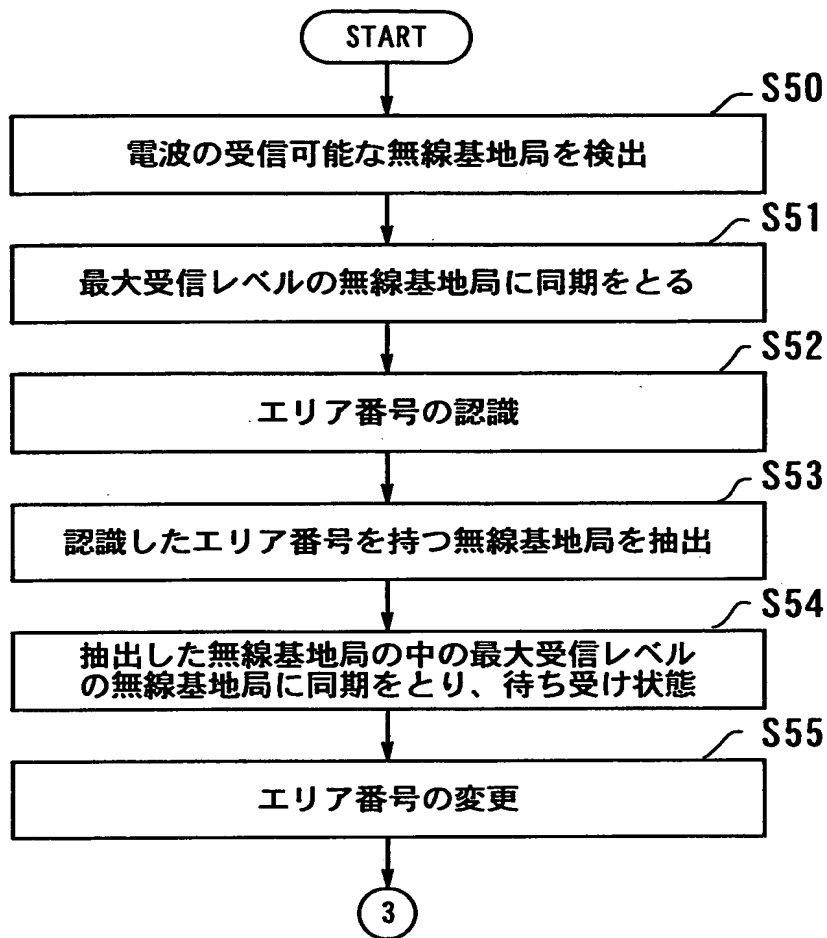 START
S50
電波の受信可能な無線基地局を検出
S51
最大受信レベルの無線基地局に同期をとる
S52
エリア番号の認識
S53
認識したエリア番号を持つ無線基地局を抽出
S54
抽出した無線基地局の中の最大受信レベル
の無線基地局に同期をとり、待ち受け状態
S55
エリア番号の変更
3